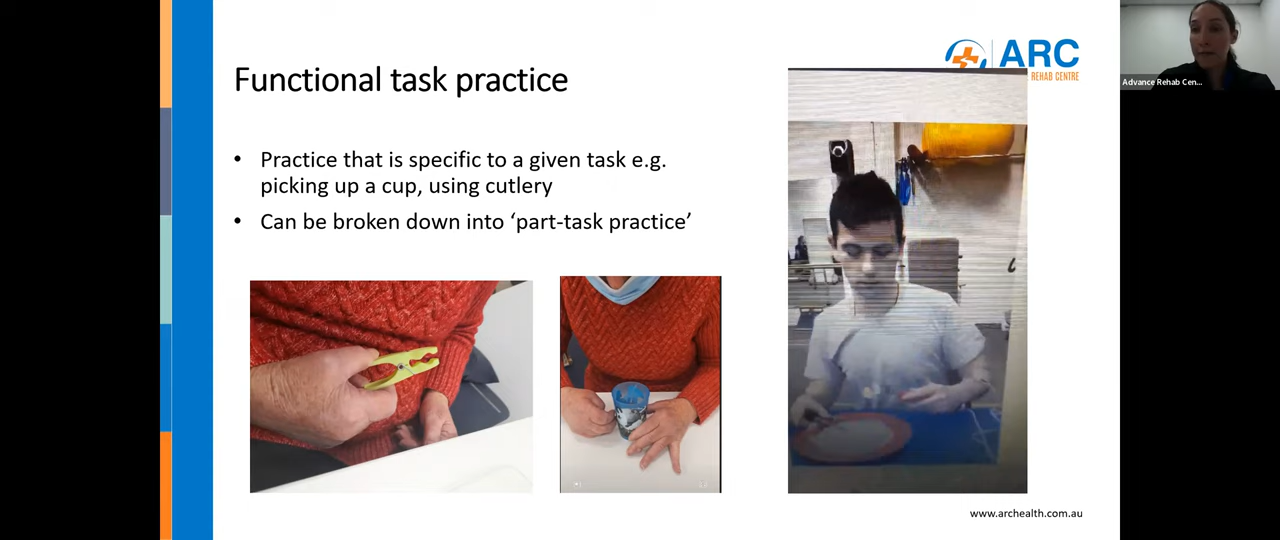 ARC
REHAB CENTRE
Functional task practice
• Practice that is specific to a given task e.g.
picking up a cup, using cutlery
• Can be broken down into ‘part-task practice’
www.archealth.com.au
Advance Rehab Cen...